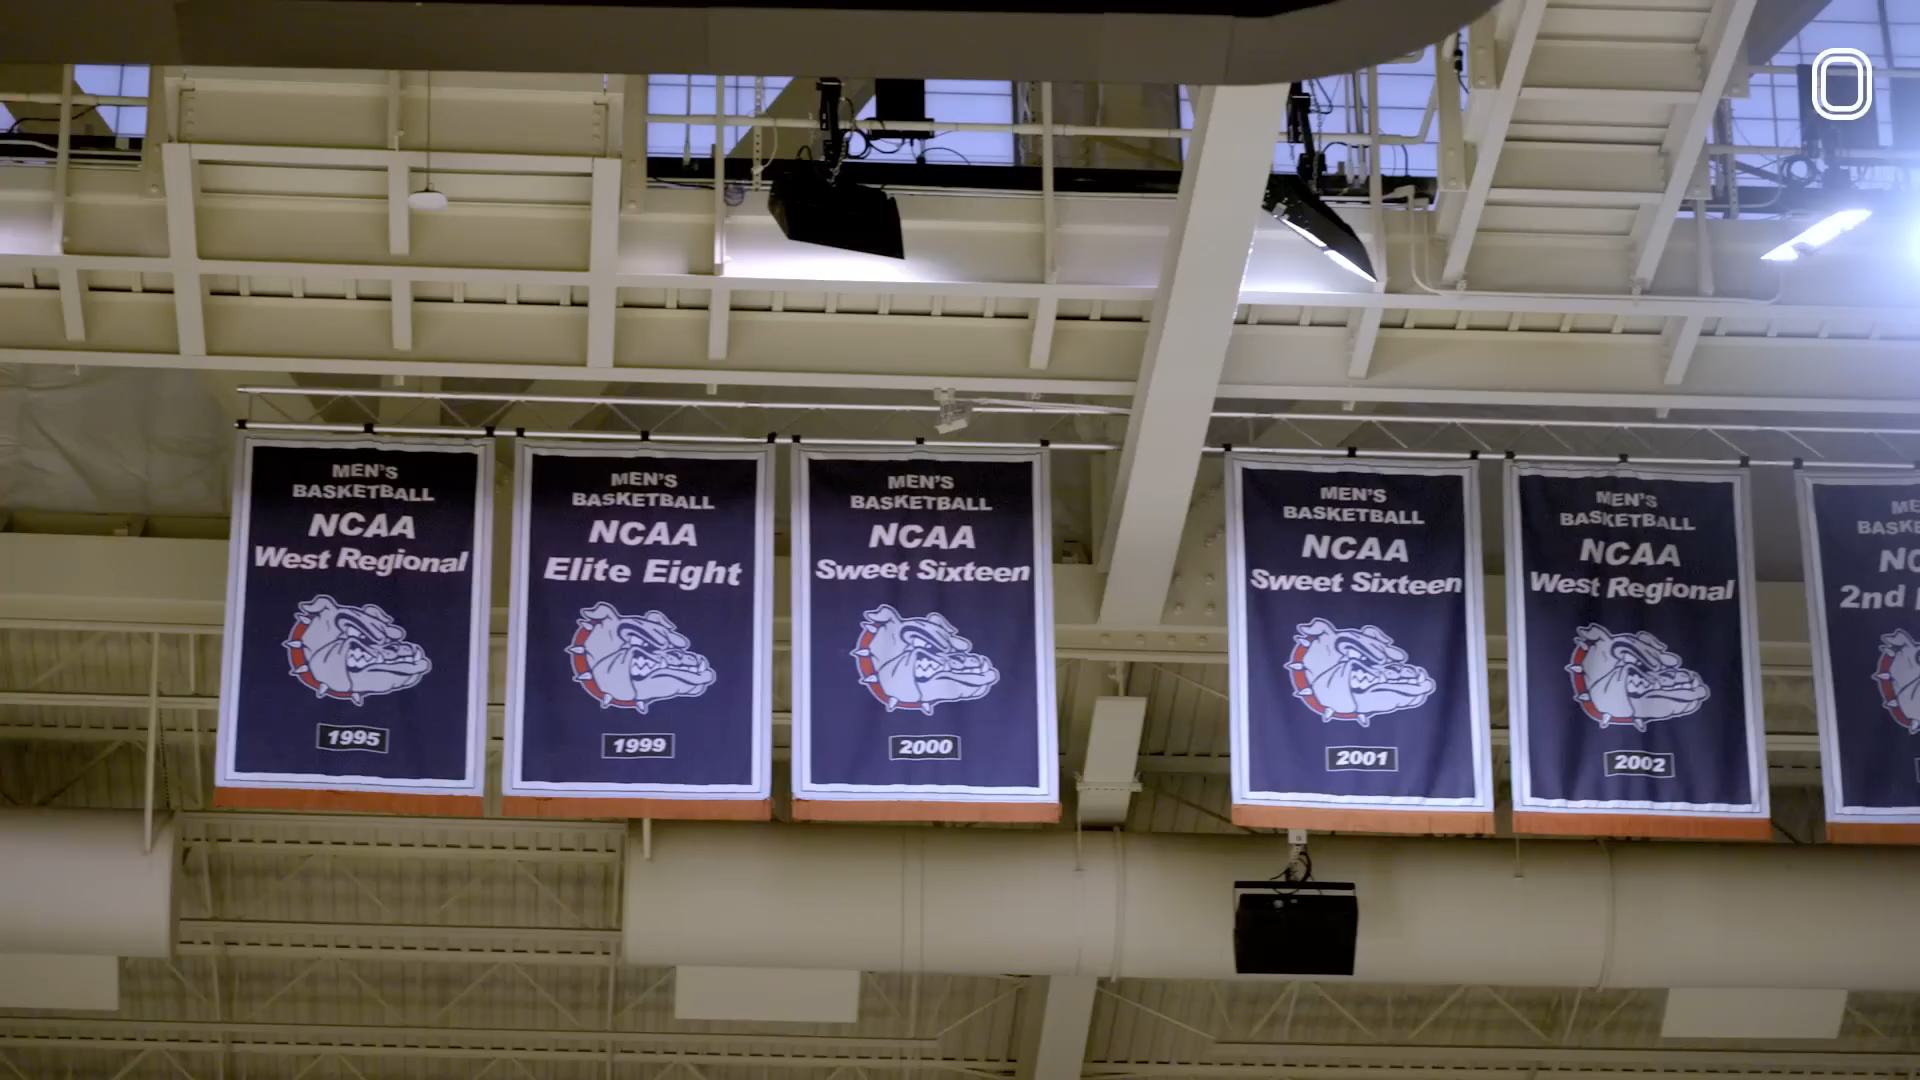 MEN'S
BASKETBALL
NCAA
West Regional
1995
MEN'S
BASKETBALL
NCAA
Elite Eight
1999
MEN'S
BASKETBALL
NCAA
Sweet Sixteen
2000
MEN'S
BASKETBALL
NCAA
Sweet Sixteen
2001
MEN'S
BASKETBALL
NCAA
West Regional
2002
2nd